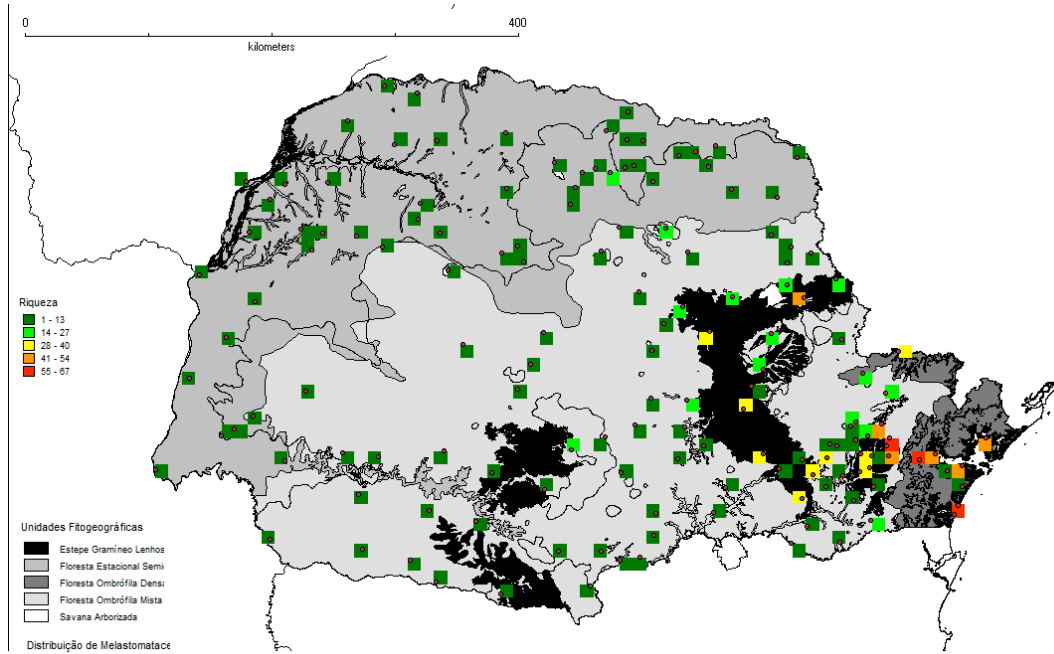 0 400
kilometers
Riqueza
1 - 13
14 - 27
28 - 40
41 - 54
55 - 67
Unidades Fitogeográficas
Estepe Gramíneo Lenhos
Floresta Estacional Semi
Floresta Ombrófila Densa
Floresta Ombrófila Mista
Savana Arborizada
Distribuição de Melastomatace